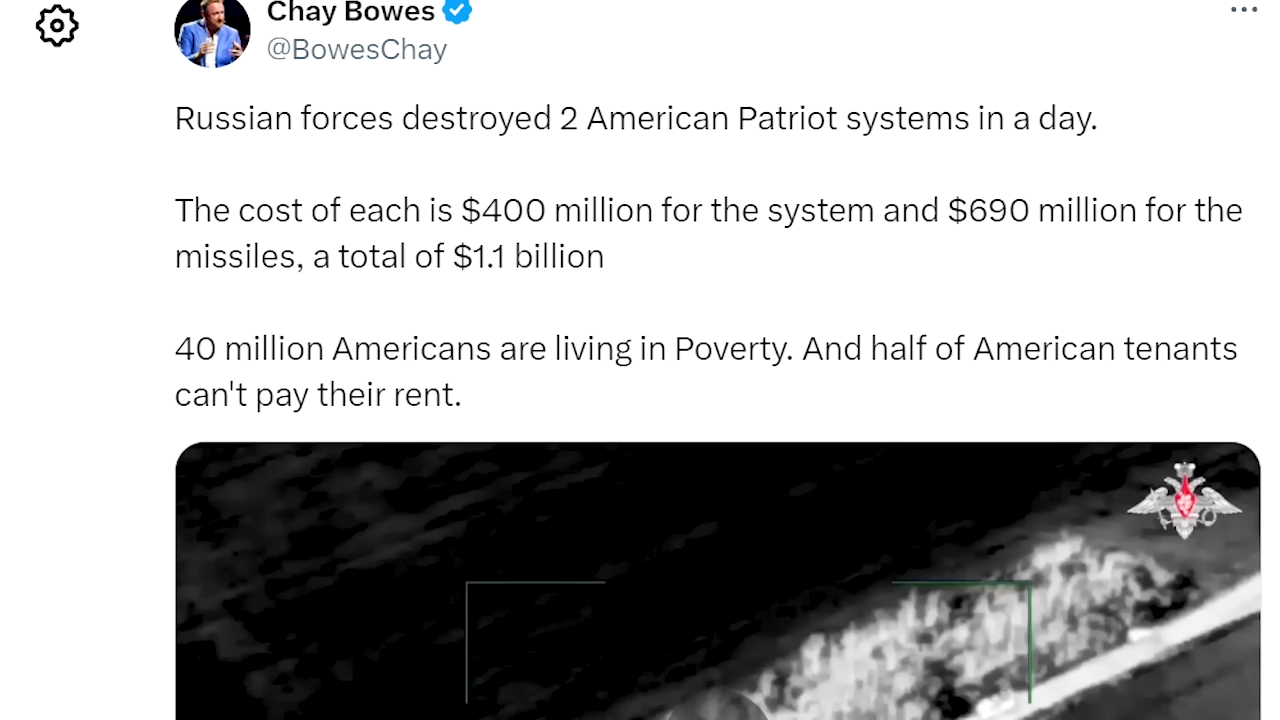 Chay Bowes
@BowesChay
Russian forces destroyed 2 American Patriot systems in a day.
The cost of each is $400 million for the system and $690 million for the
missiles, a total of $1.1 billion
40 million Americans are living in Poverty. And half of American tenants
can't pay their rent.